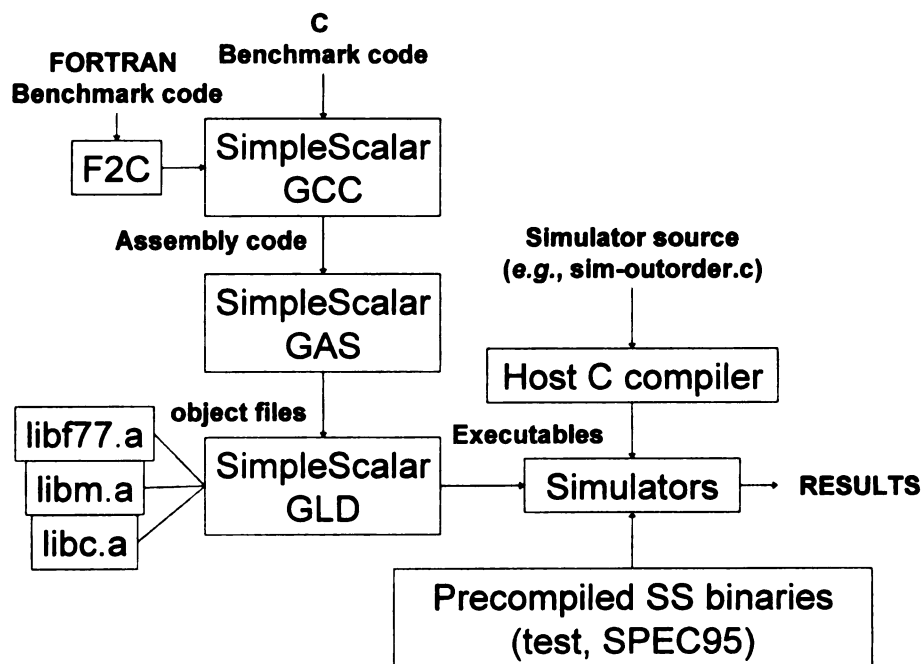 C
Benchmark code
FORTRAN
Benchmark code
F2C
SimpleScalar
GCC
Assembly code
SimpleScalar
GAS
Simulator source
(e.g., sim-outorder.c)
Host C compiler
object files
libf77.a
libm.a
libc.a
SimpleScalar
GLD
Executables
Simulators
RESULTS
Precompiled SS binaries
(test, SPEC95)